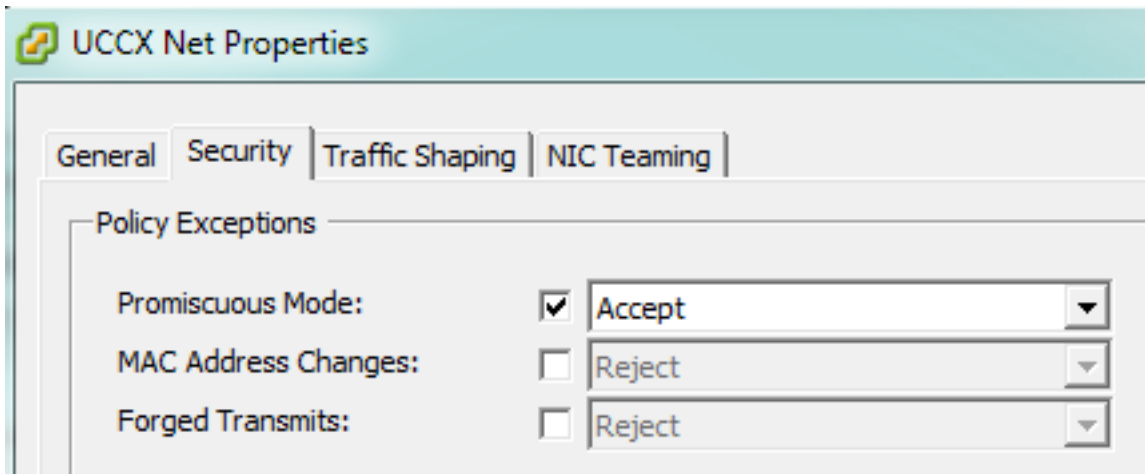 UCCX Net Properties
General Security Traffic Shaping NIC Teaming
Policy Exceptions
Promiscuous Mode: Accept
MAC Address Changes: Reject
Forged Transmits: Reject